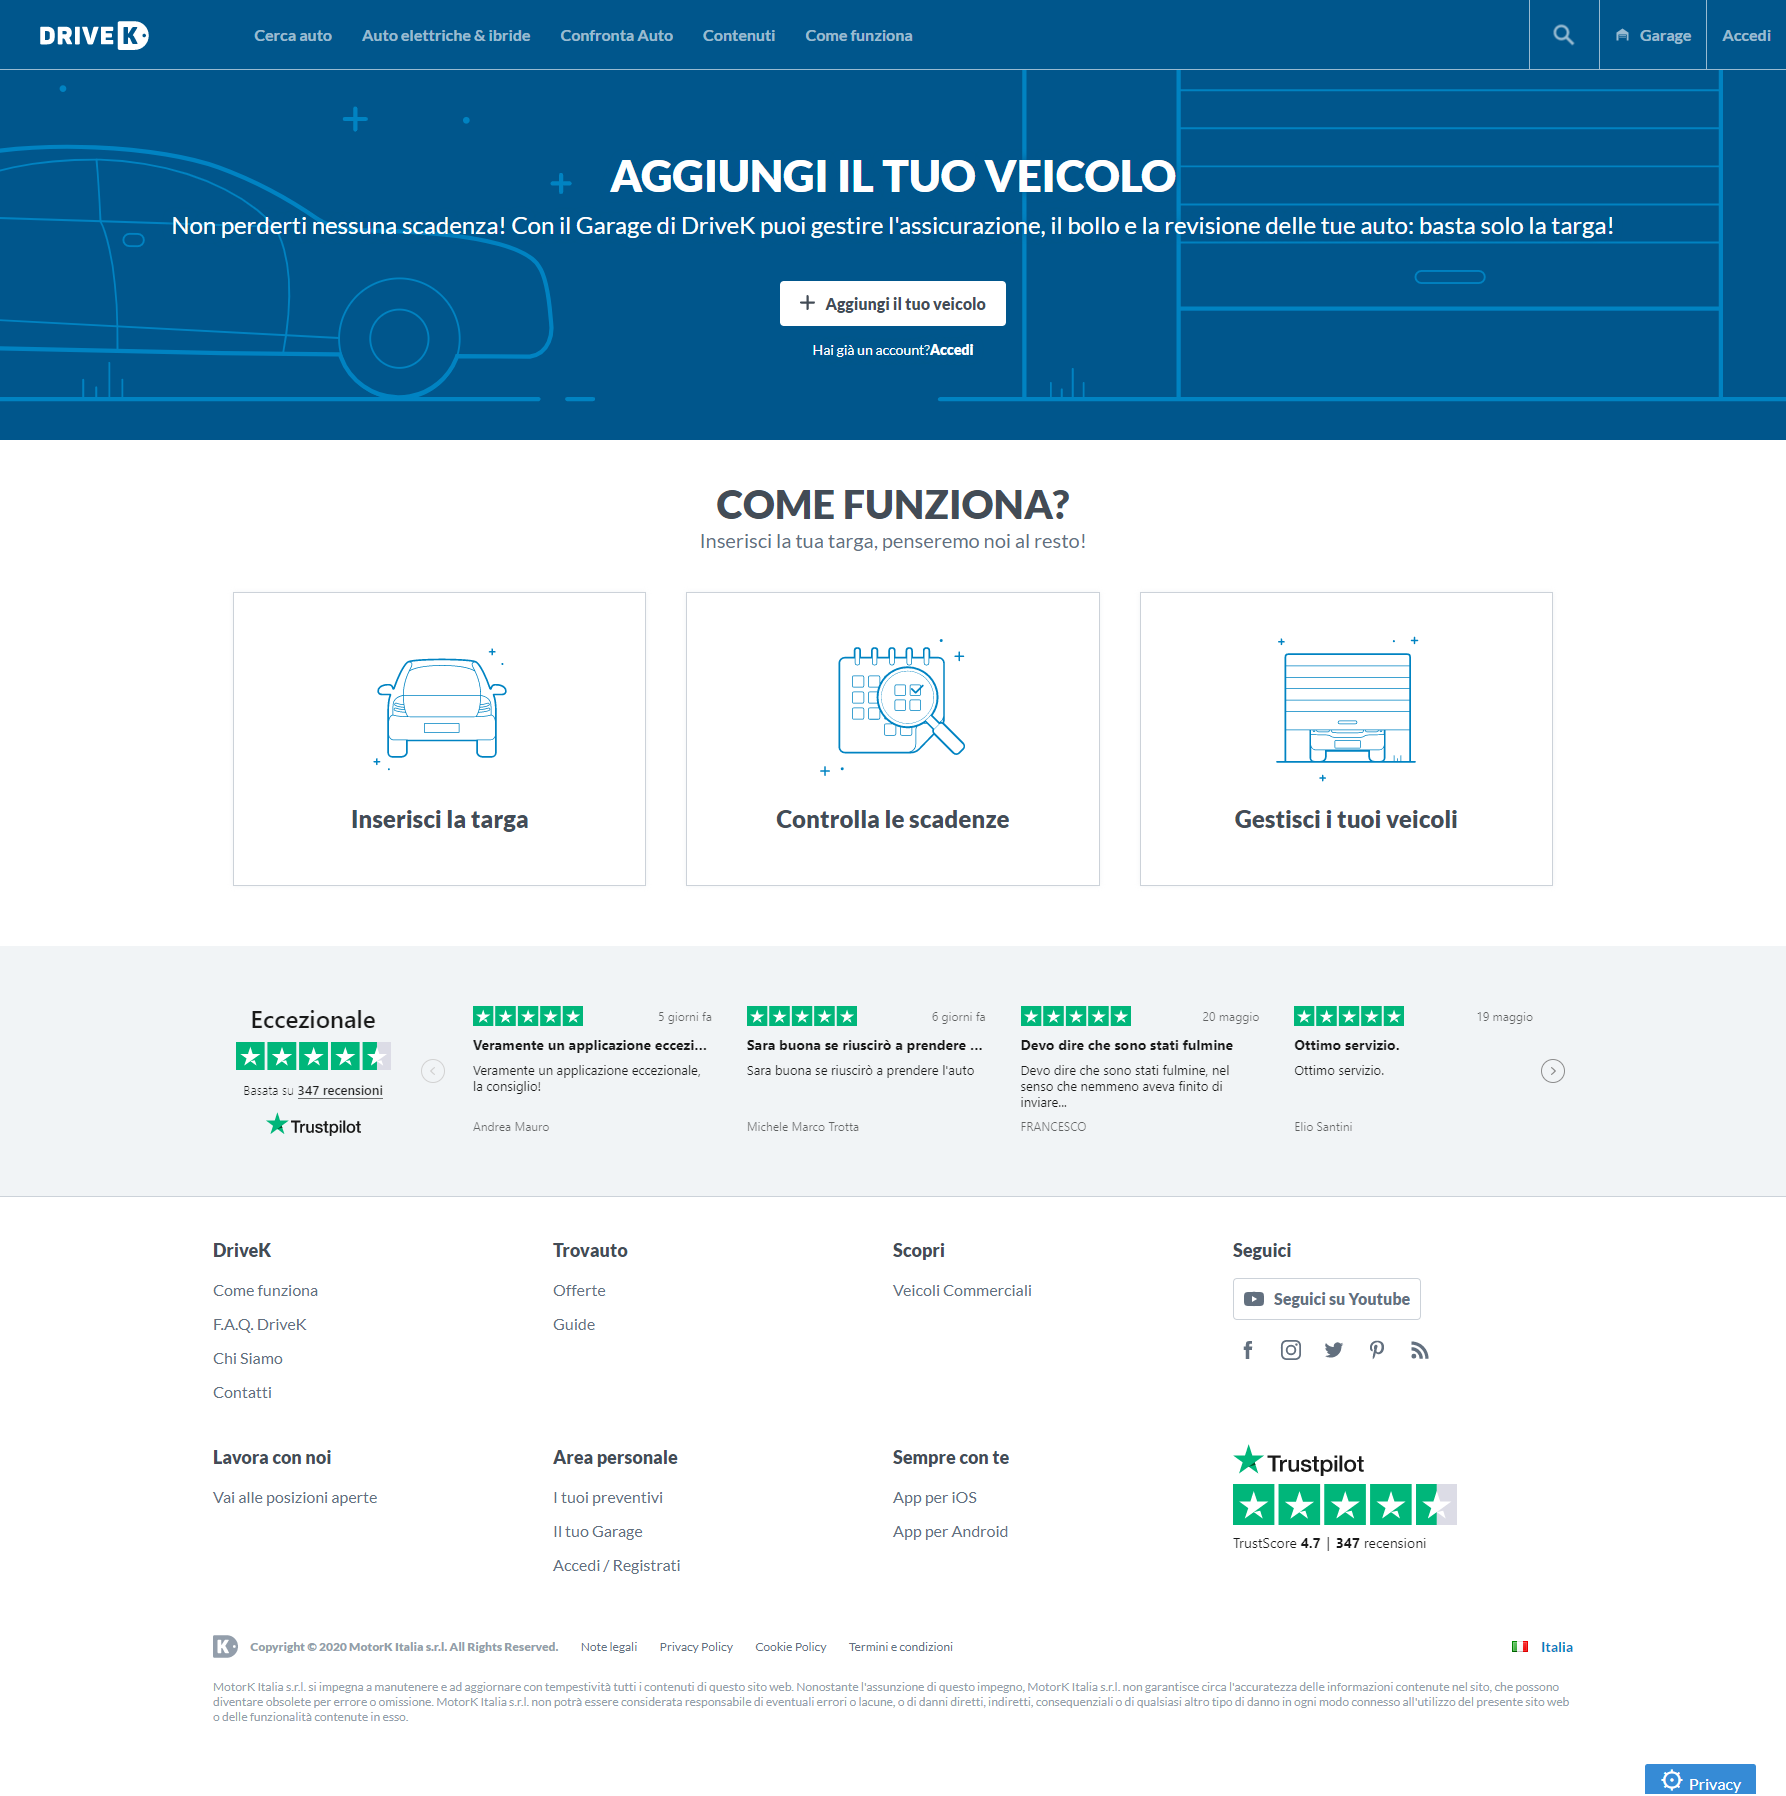 DRIVEK
Cerca auto
Auto elettriche & ibride
Confronta Auto
Contenuti
Come funziona
Garage
Accedi
AGGIUNGI IL TUO VEICOLO
Non perderti nessuna scadenza! Con il Garage di DriveK puoi gestire l'assicurazione, il bollo e la revisione delle tue auto: basta solo la targa!
Aggiungi il tuo veicolo
Hai già un account?Accedi
COME FUNZIONA?
Inserisci la tua targa, penseremo noi al resto!
Inserisci la targa
Controlla le scadenze
Gestisci i tuoi veicoli
Eccezionale
Basata su 347 recensioni
Trustpilot
5 giorni fa
Veramente un applicazione eccezi...
Veramente un applicazione eccezionale,
la consiglio!
Andrea Mauro
6 giorni fa
Sara buona se riuscirò a prendere ...
Sara buona se riuscirò a prendere l'auto
Michele Marco Trotta
20 maggio
Devo dire che sono stati fulmine
Devo dire che sono stati fulmine, nel
senso che nemmeno aveva finito di
inviare...
FRANCESCO
19 maggio
Ottimo servizio.
Ottimo servizio.
Elio Santini
DriveK
Come funziona
F.A.Q. DriveK
Chi Siamo
Contatti
Trovauto
Offerte
Guide
Scopri
Veicoli Commerciali
Seguici
Seguici su Youtube
Lavora con noi
Vai alle posizioni aperte
Area personale
I tuoi preventivi
Il tuo Garage
Accedi / Registrati
Sempre con te
App per iOS
App per Android
Trustpilot
TrustScore 4.7 | 347 recensioni
K
Copyright © 2020 MotorK Italia s.r.l. All Rights Reserved.
Note legali
Privacy Policy
Cookie Policy
Termini e condizioni
Italia
MotorK Italia s.r.l. si impegna a manutenere e ad aggiornare con tempestività tutti i contenuti di questo sito web. Nonostante l'assunzione di questo impegno, MotorK Italia s.r.l. non garantisce circa l'accuratezza delle informazioni contenute nel sito, che possono
diventare obsolete per errore o omissione. MotorK Italia s.r.l. non potrà essere considerata responsabile di eventuali errori o lacune, o di danni diretti, indiretti, consequenziali o di qualsiasi altro tipo di danno in ogni modo connesso all'utilizzo del presente sito web
o delle funzionalità contenute in esso.
Privacy